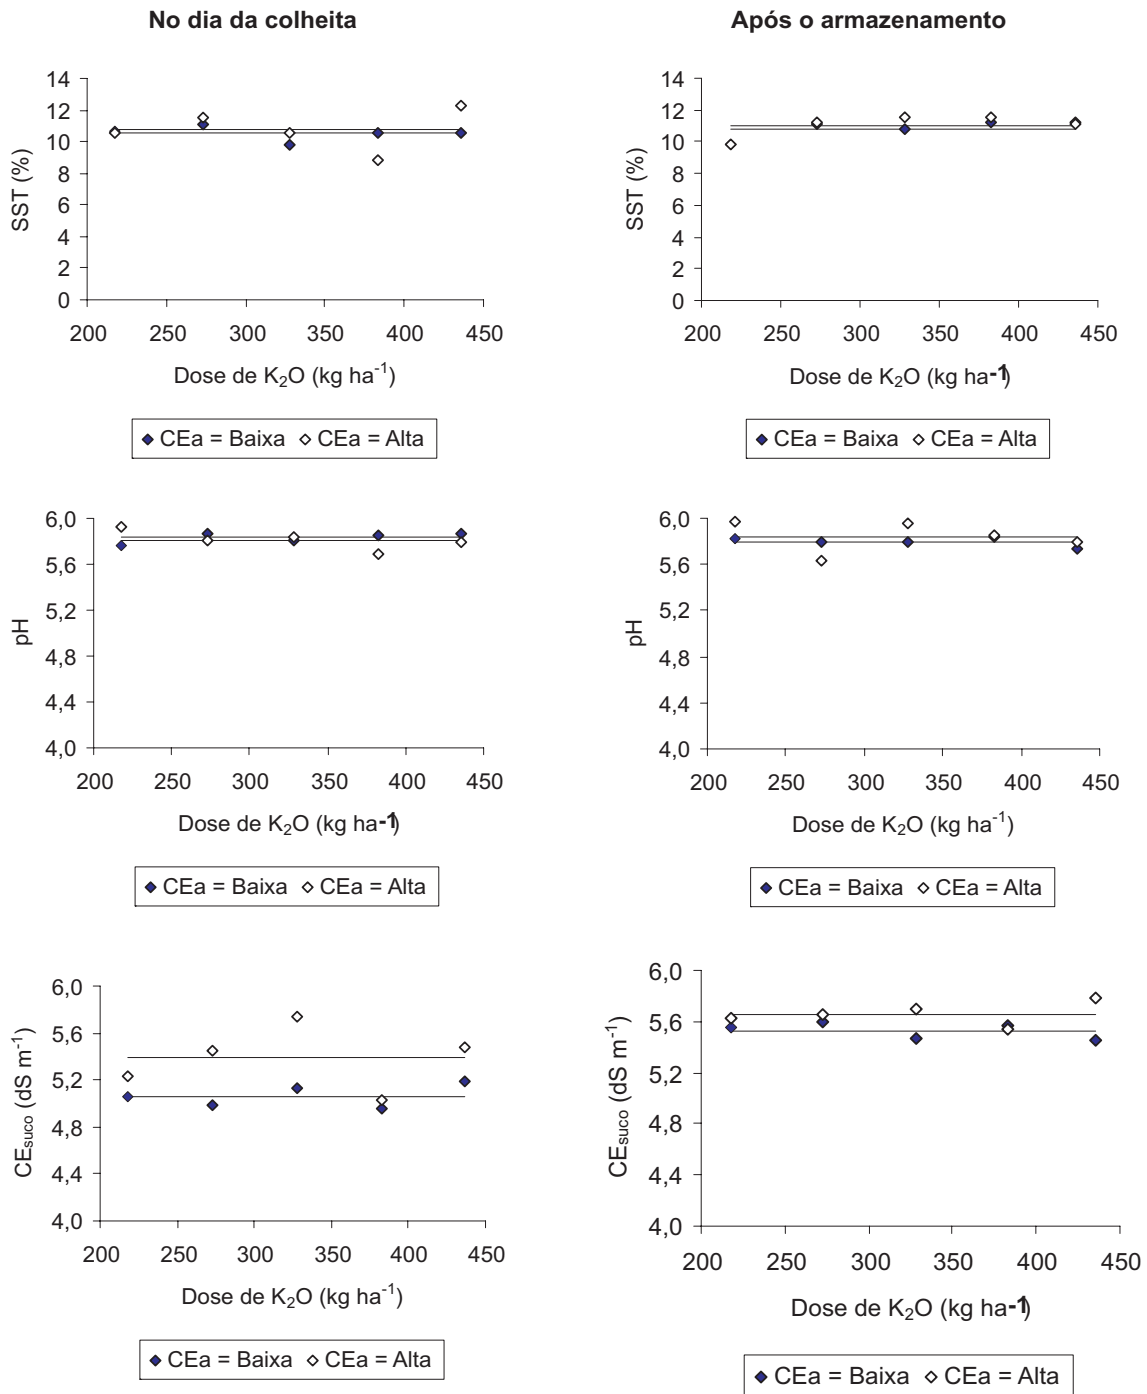 No dia da colheita
Após o armazenamento
14
12
10
8
6
4
2
0
SST (%)
200 250 300 350 400 450
Dose de K₂O (kg ha⁻¹)
CEa = Baixa CEa = Alta
14
12
10
8
6
4
2
0
SST (%)
200 250 300 350 400 450
Dose de K₂O (kg ha-1)
CEa = Baixa CEa = Alta
6,0
5,6
5,2
4,8
4,4
4,0
pH
200 250 300 350 400 450
Dose de K₂O (kg ha-1)
CEa = Baixa CEa = Alta
6,0
5,6
5,2
4,8
4,4
4,0
pH
200 250 300 350 400 450
Dose de K₂O (kg ha⁻¹)
CEa = Baixa CEa = Alta
6,0
5,6
5,2
4,8
4,4
4,0
CEsuco (dS m⁻¹)
200 250 300 350 400 450
Dose de K₂O (kg ha⁻¹)
CEa = Baixa CEa = Alta
6,0
5,6
5,2
4,8
4,4
4,0
CEsuco (dS m⁻¹)
200 250 300 350 400 450
Dose de K₂O (kg ha-1)
CEa = Baixa CEa = Alta